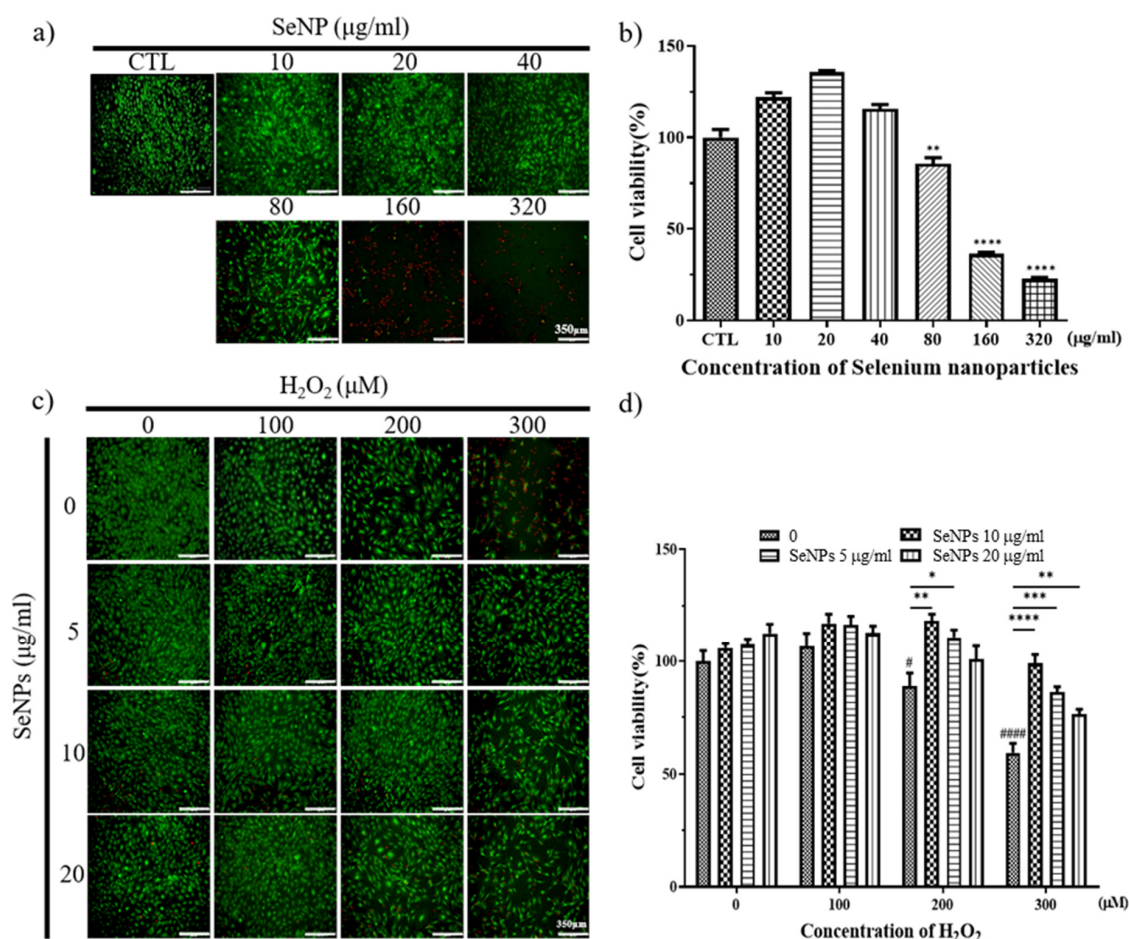 a)
SeNP (μg/ml)
CTL 10 20 40
80 160 320
350μm
b)
Cell viability(%)
150
100
50
0
**
****
****
CTL 10 20 40 80 160 320 (μg/ml)
Concentration of Selenium nanoparticles
c)
H₂O₂ (μM)
0 100 200 300
SeNPs (μg/ml)
0
5
10
20
350μm
d)
0
SeNPs 10 μg/ml
SeNPs 5 μg/ml
SeNPs 20 μg/ml
Cell viability(%)
150
100
50
0
*
**
#
**
***
****
####
0 100 200 300 (μM)
Concentration of H₂O₂